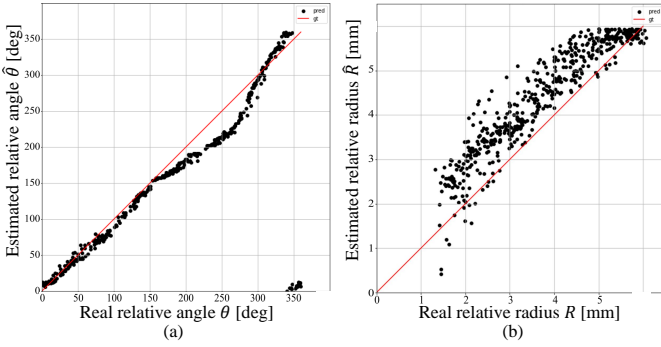 pred
gt
Estimated relative angle θ̂ [deg]
350
300
250
200
150
100
50
0
0 50 100 150 200 250 300 350
Real relative angle θ [deg]
(a)
pred
gt
Estimated relative radius R̂ [mm]
5
4
3
2
1
0
0 1 2 3 4 5
Real relative radius R [mm]
(b)